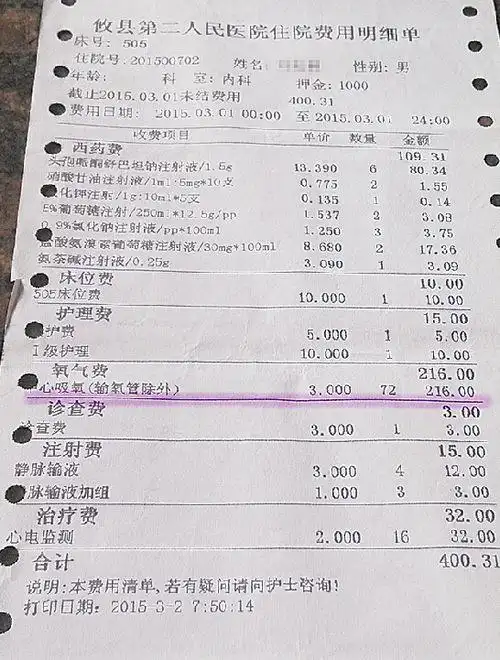 攸县第二人民医院住院费用明细单
床号: 505
住院号: 201500702 姓名: 性别: 男
年龄: 科 室: 内科 押金: 1000
截止2015.03.01未结费用 400.31
费用日期: 2015.03.01 00:00 至 2015.03.01 24:00
收费项目 单价 数量 金额
西药费 109.31
头孢哌酮舒巴坦钠注射液/1.5g 13.390 6 80.34
硝酸甘油注射液/1ml:5mg*10支 0.775 2 1.55
化钾注射/1g:10ml*5支 0.135 1 0.14
5%葡萄糖注射/250ml*12.5g/pp 1.537 2 3.08
0.9%氯化钠注射/pp*100ml 1.250 3 3.75
盐酸氨溴索葡萄糖注射液/30mg*100ml 8.680 2 17.36
氨茶碱注射液/0.25g 3.090 1 3.09
床位费 10.00
505床位费 10.000 1 10.00
护理费 15.00
护费 5.000 1 5.00
I级护理 10.000 1 10.00
氧气费 216.00
心吸氧(输氧管除外) 3.000 72 216.00
诊查费 3.00
诊查费 3.000 1 3.00
注射费 15.00
静脉输液 3.000 4 12.00
脉输液加组 1.000 3 3.00
治疗费 32.00
心电监测 2.000 16 32.00
合计 400.31
说明:本费用清单,若有疑问请向护士咨询!
打印日期: 2015-3-2 7:50:14